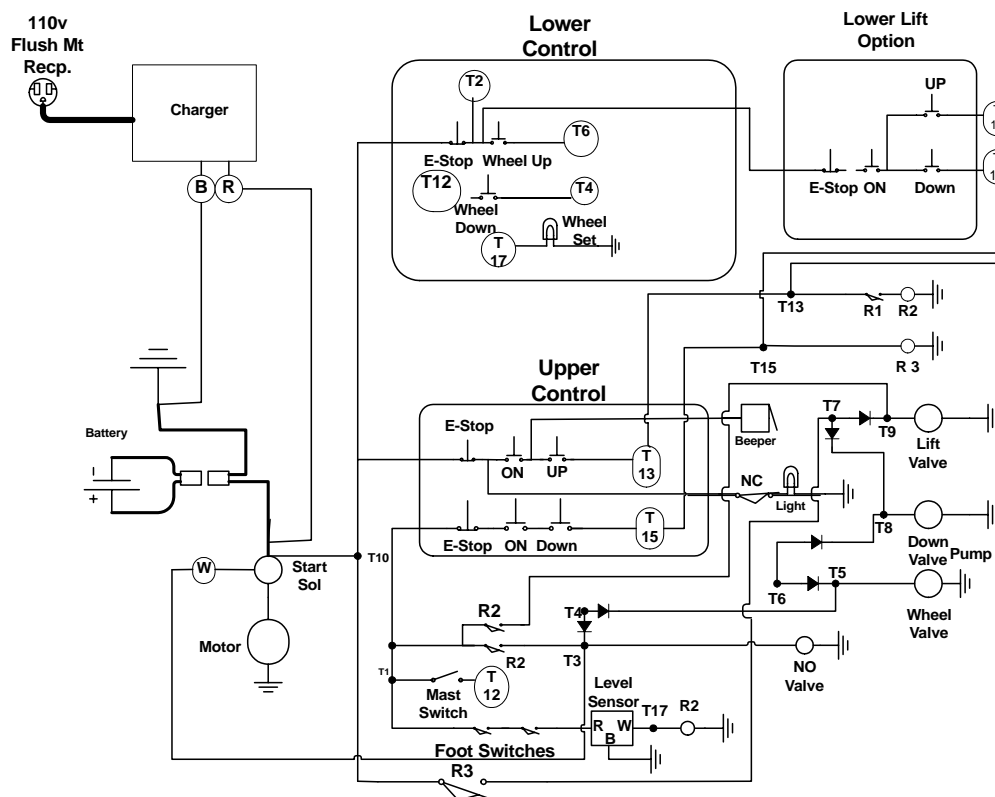 110v
Flush Mt
Recp.
Charger
B
R
Lower
Control
T2
E-Stop
Wheel Up
T6
T12
Wheel
Down
T4
T
17
Wheel
Set
Lower Lift
Option
UP
E-Stop
ON
Down
T
1
T
1
T13
R1
R2
T15
R 3
Upper
Control
E-Stop
ON
UP
T
13
E-Stop
ON
Down
T
15
Beeper
NC
Light
T7
T9
Lift
Valve
T8
Down
Valve
Pump
T6
T5
Wheel
Valve
Battery
-
+
W
Start
Sol
Motor
T10
R2
R2
T4
T3
NO
Valve
T1
Mast
Switch
T
12
Level
Sensor
R
W
B
T17
R2
Foot Switches
R3